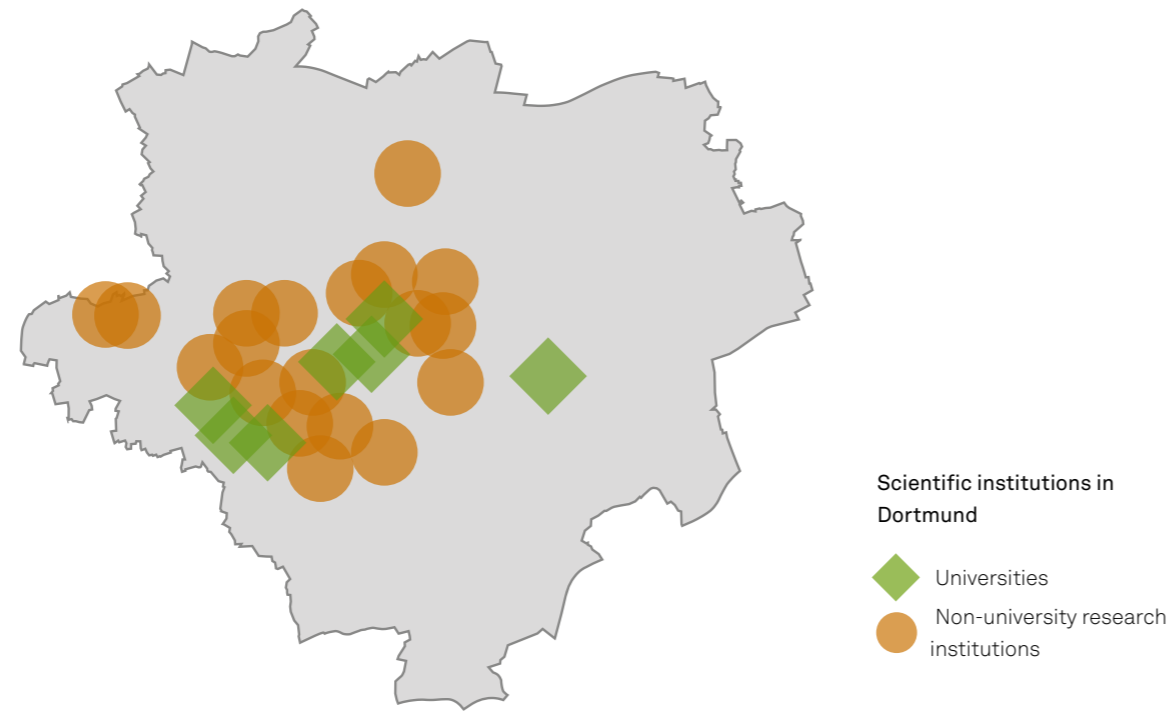 Scientific institutions in
Dortmund
Universities
Non-university research
institutions